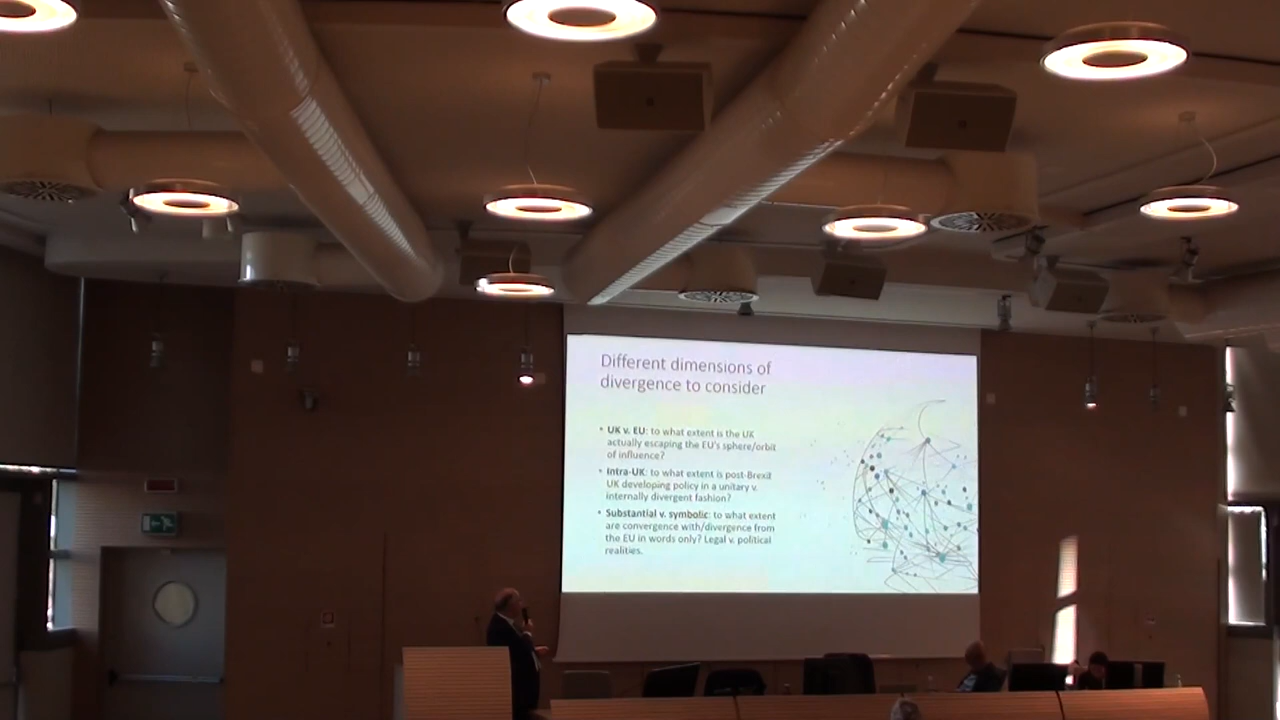 Different dimensions of
divergence to consider
• UK v. EU: to what extent is the UK
actually escaping the EU's sphere/orbit
of influence?
• Intra-UK: to what extent is post-Brexit
UK developing policy in a unitary v.
internally divergent fashion?
• Substantial v. symbolic: to what extent
are convergence with/divergence from
the EU in words only? Legal v. political
realities.